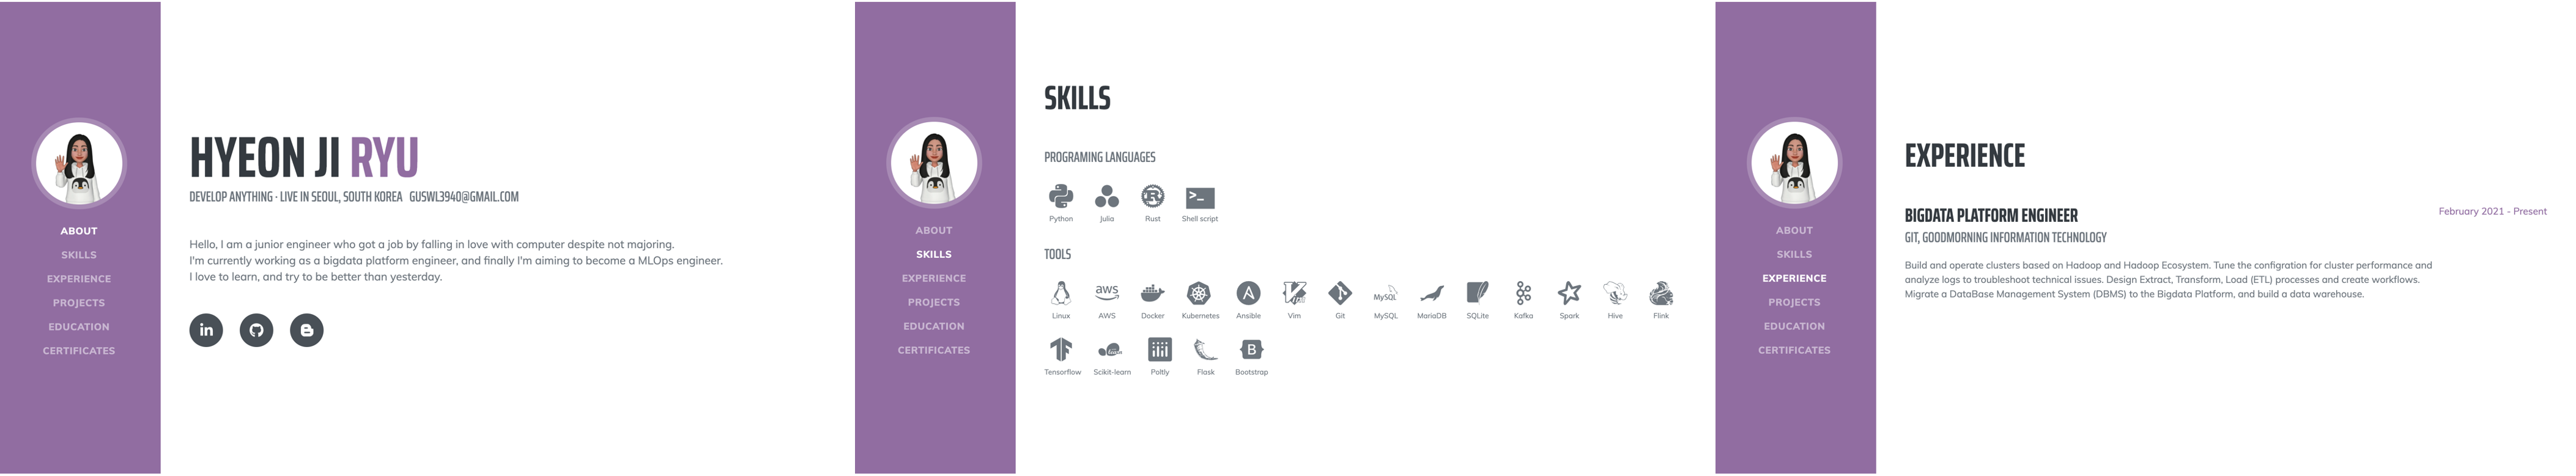 ABOUT
SKILLS
EXPERIENCE
PROJECTS
EDUCATION
CERTIFICATES
HYEON JI RYU
DEVELOP ANYTHING · LIVE IN SEOUL, SOUTH KOREA GUSWL3940@GMAIL.COM
Hello, I am a junior engineer who got a job by falling in love with computer despite not majoring.
I'm currently working as a bigdata platform engineer, and finally I'm aiming to become a MLOps engineer.
I love to learn, and try to be better than yesterday.
in
ABOUT
SKILLS
EXPERIENCE
PROJECTS
EDUCATION
CERTIFICATES
SKILLS
PROGRAMING LANGUAGES
Python Julia Rust Shell script
TOOLS
aws MySQL
Linux AWS Docker Kubernetes Ansible Vim Git MySQL MariaDB SQLite Kafka Spark Hive Flink
Tensorflow Scikit-learn Poltly Flask Bootstrap
ABOUT
SKILLS
EXPERIENCE
PROJECTS
EDUCATION
CERTIFICATES
EXPERIENCE
BIGDATA PLATFORM ENGINEER
February 2021 - Present
GIT, GOODMORNING INFORMATION TECHNOLOGY
Build and operate clusters based on Hadoop and Hadoop Ecosystem. Tune the configration for cluster performance and
analyze logs to troubleshoot technical issues. Design Extract, Transform, Load (ETL) processes and create workflows.
Migrate a DataBase Management System (DBMS) to the Bigdata Platform, and build a data warehouse.